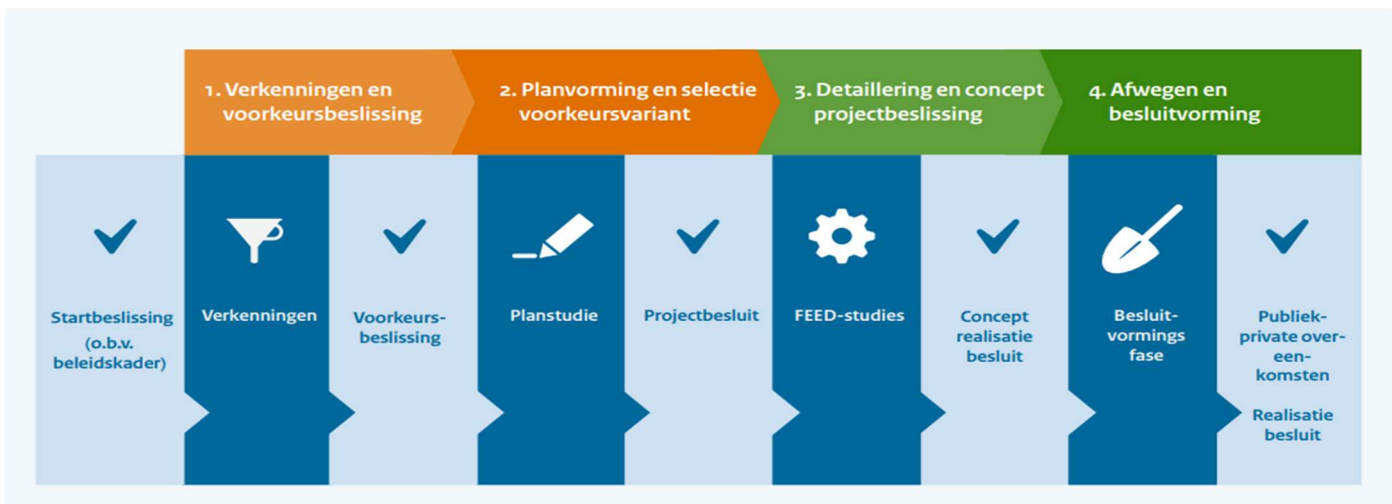 1. Verkenningen en
voorkeursbeslissing
2. Planvorming en selectie
voorkeursvariant
3. Detaillering en concept
projectbeslissing
4. Afwegen en
besluitvorming
Startbeslissing
(o.b.v.
beleidskader)
Verkenningen
Voorkeurs-
beslissing
Planstudie
Projectbesluit
FEED-studies
Concept
realisatie
besluit
Besluit-
vormings
fase
Publiek-
private over-
een-
komsten
Realisatie
besluit